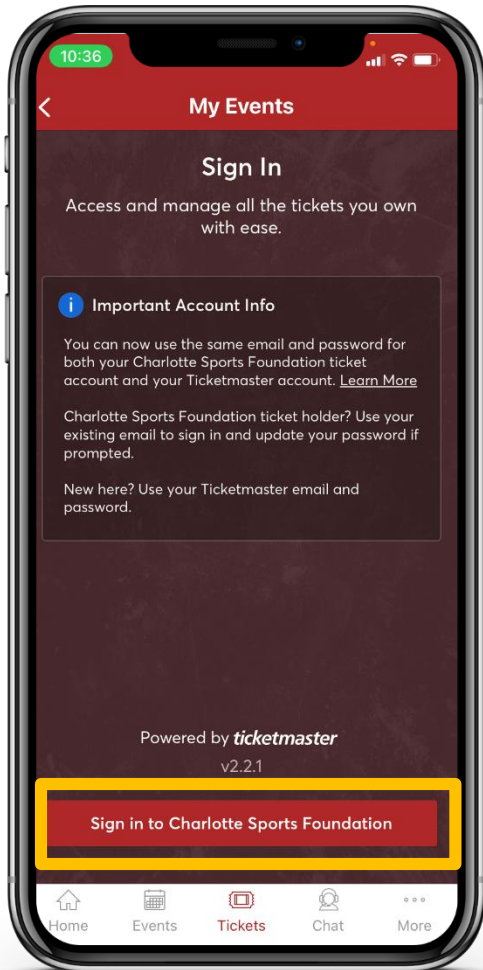 10:36
My Events
Sign In
Access and manage all the tickets you own
with ease.
i Important Account Info
You can now use the same email and password for
both your Charlotte Sports Foundation ticket
account and your Ticketmaster account. Learn More
Charlotte Sports Foundation ticket holder? Use your
existing email to sign in and update your password if
prompted.
New here? Use your Ticketmaster email and
password.
Powered by ticketmaster
v2.2.1
Sign in to Charlotte Sports Foundation
Home Events Tickets Chat More